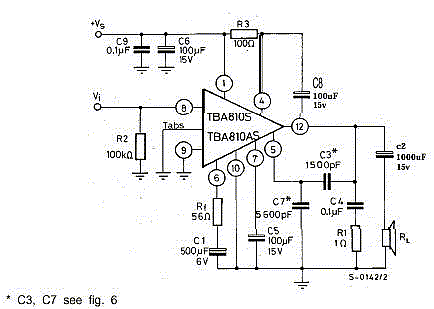 +Vs
R3
100Ω
C9
0.1µF
C6
100µF
15V
C8
100uF
15v
1
4
Vi
8
TBA810S
12
Tabs
TBA810AS
R2
100kΩ
9
5
c2
1000uF
15v
C3*
1500pF
6
10
7
Rf
56Ω
C7*
5600pF
C4
0.1µF
C1
500µF
6V
C5
100µF
15V
R1
1Ω
RL
S-0142/2
* C3, C7 see fig. 6